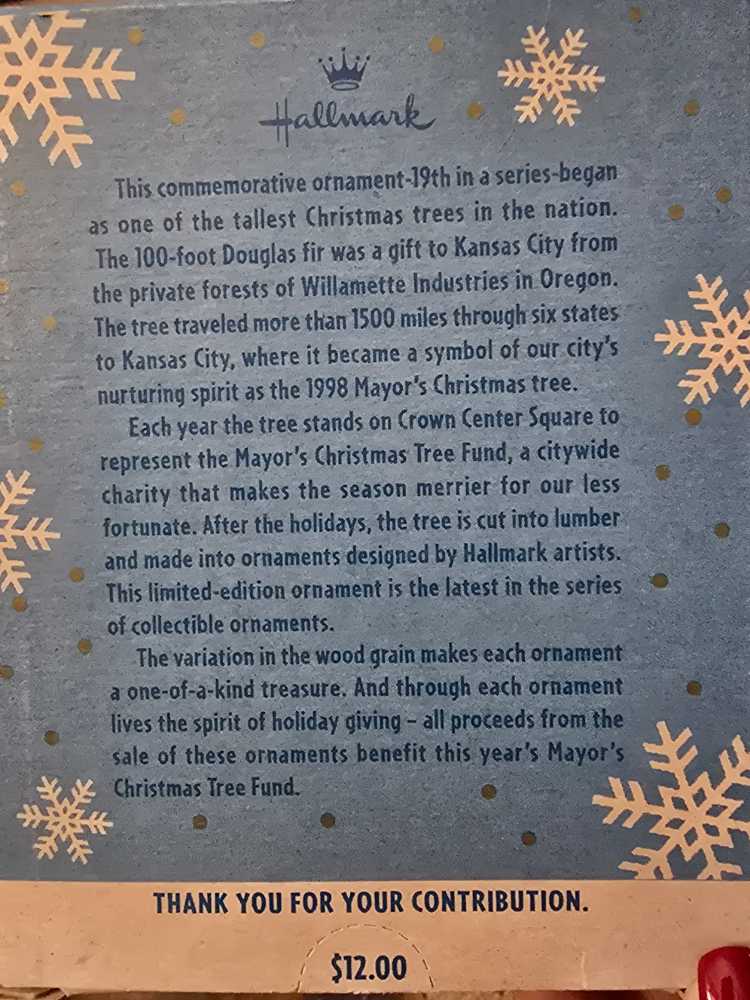 Hallmark
This commemorative ornament-19th in a series-began
as one of the tallest Christmas trees in the nation.
The 100-foot Douglas fir was a gift to Kansas City from
the private forests of Willamette Industries in Oregon.
The tree traveled more than 1500 miles through six states
to Kansas City, where it became a symbol of our city's
nurturing spirit as the 1998 Mayor's Christmas tree.
Each year the tree stands on Crown Center Square to
represent the Mayor's Christmas Tree Fund, a citywide
charity that makes the season merrier for our less
fortunate. After the holidays, the tree is cut into lumber
and made into ornaments designed by Hallmark artists.
This limited-edition ornament is the latest in the series
of collectible ornaments.
The variation in the wood grain makes each ornament
a one-of-a-kind treasure. And through each ornament
lives the spirit of holiday giving – all proceeds from the
sale of these ornaments benefit this year's Mayor's
Christmas Tree Fund.
THANK YOU FOR YOUR CONTRIBUTION.
$12.00